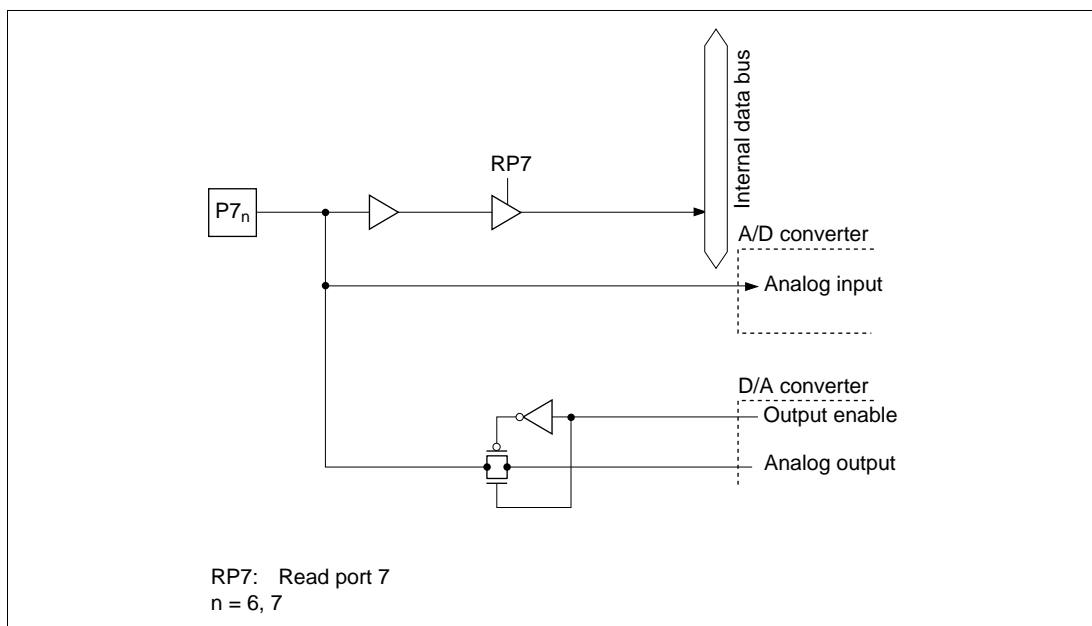 Internal data bus
RP7
P7n
A/D converter
Analog input
D/A converter
Output enable
Analog output
RP7: Read port 7
n = 6, 7